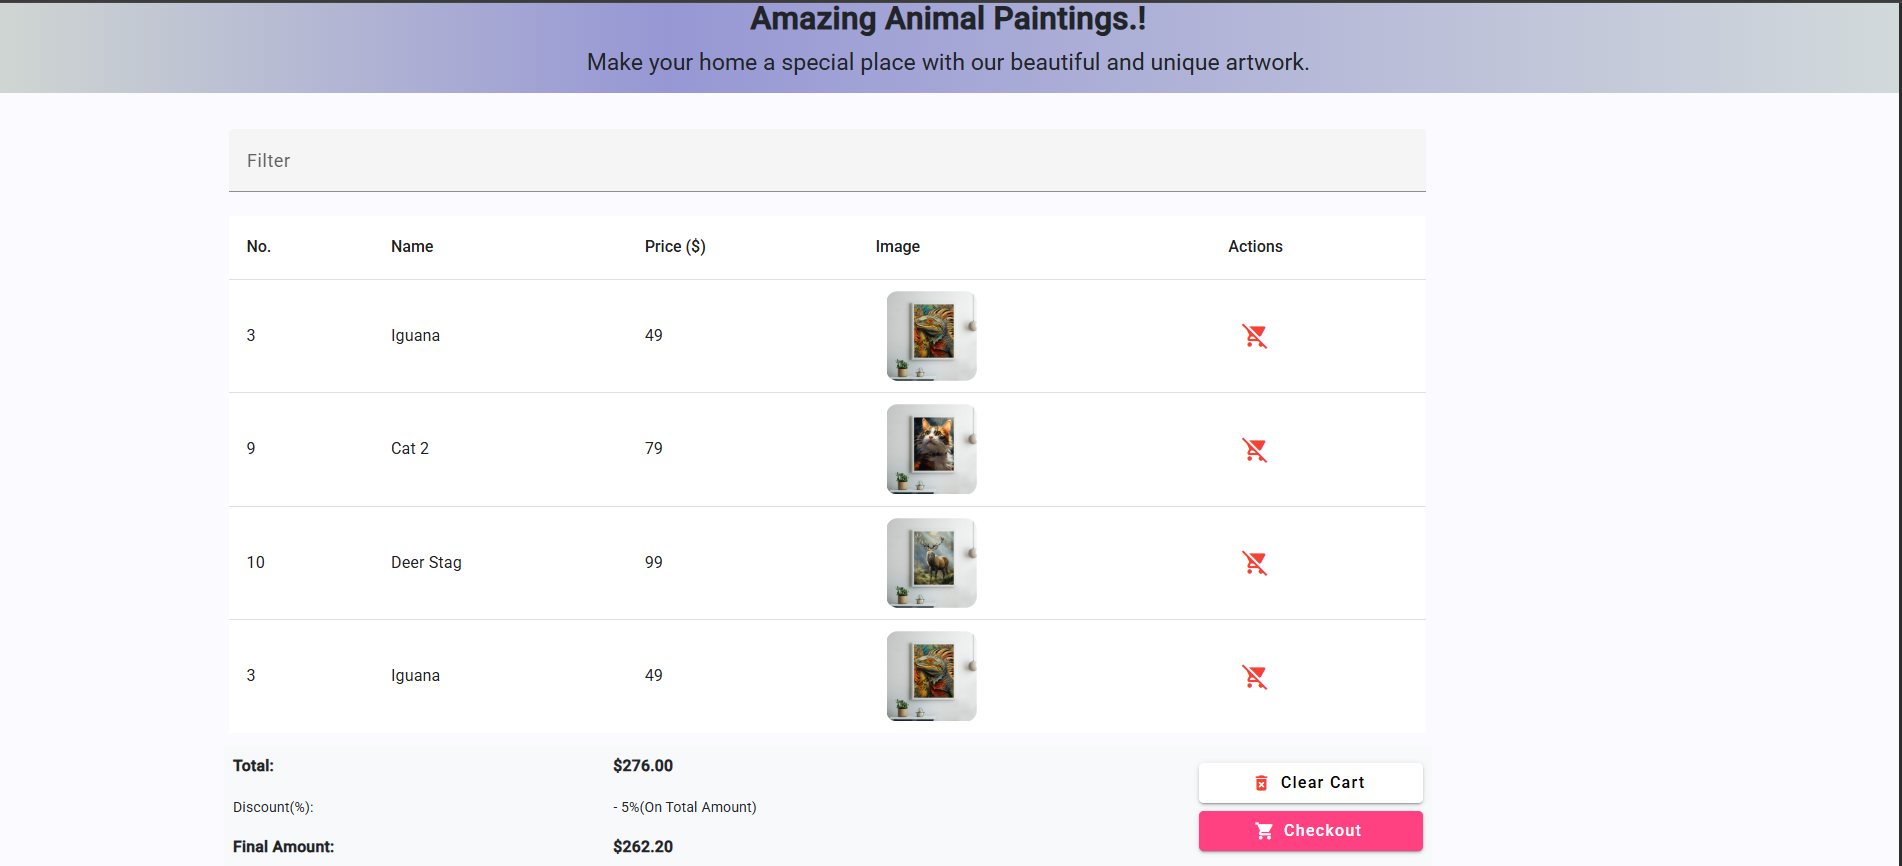 Amazing Animal Paintings.!
Make your home a special place with our beautiful and unique artwork.
Filter
No. Name Price ($) Image Actions
3 Iguana 49
9 Cat 2 79
10 Deer Stag 99
3 Iguana 49
Total: $276.00
Discount(%): - 5%(On Total Amount)
Final Amount: $262.20
Clear Cart
Checkout